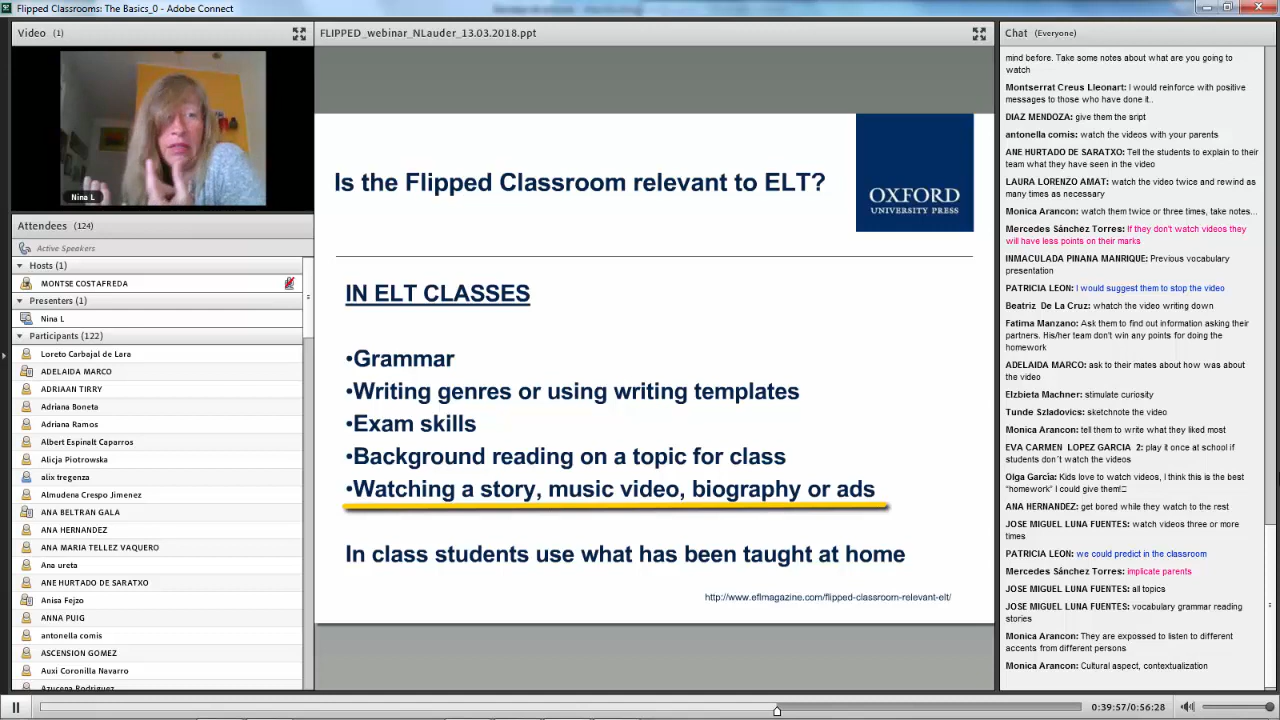 Flipped Classrooms: The Basics_0 - Adobe Connect
Video (1)
Nina L
Attendees (124)
Active Speakers
Hosts (1)
MONTSE COSTAFREDA
Presenters (1)
Nina L
Participants (122)
Loreto Carbajal de Lara
ADELAIDA MARCO
ADRIAAN TIRRY
Adriana Boneta
Adriana Ramos
Albert Espinalt Caparros
Alicja Piotrowska
alix tregenza
Almudena Crespo Jimenez
ANA BELTRAN GALA
ANA HERNANDEZ
ANA MARIA TELLEZ VAQUERO
Ana ureta
ANE HURTADO DE SARATXO
Anisa Fejzo
ANNA PUIG
antonella comis
ASCENSION GOMEZ
Auxi Coronilla Navarro
Azucena Rodriguez
FLIPPED_webinar_NLauder_13.03.2018.ppt
Is the Flipped Classroom relevant to ELT?
OXFORD
UNIVERSITY PRESS
IN ELT CLASSES
•Grammar
•Writing genres or using writing templates
•Exam skills
•Background reading on a topic for class
•Watching a story, music video, biography or ads
In class students use what has been taught at home
http://www.eflmagazine.com/flipped-classroom-relevant-elt/
Chat (Everyone)
mind before. Take some notes about what are you going to
watch
Montserrat Creus Lleonart: I would reinforce with positive
messages to those who have done it..
DIAZ MENDOZA: give them the sript
antonella comis: watch the videos with your parents
ANE HURTADO DE SARATXO: Tell the students to explain to their
team what they have seen in the video
LAURA LORENZO AMAT: watch the video twice and rewind as
many times as necessary
Monica Arancon: watch them twice or three times, take notes...
Mercedes Sánchez Torres: If they don't watch videos they
will have less points on their marks
INMACULADA PINANA MANRIQUE: Previous vocabulary
presentation
PATRICIA LEON: I would suggest them to stop the video
Beatriz De La Cruz: whatch the video writing down
Fatima Manzano: Ask them to find out information asking their
partners. His/her team don't win any points for doing the
homework
ADELAIDA MARCO: ask to their mates about how was about
the video
Elzbieta Machner: stimulate curiosity
Tunde Szladovics: sketchnote the video
Monica Arancon: tell them to write what they liked most
EVA CARMEN LOPEZ GARCIA 2: play it once at school if
students don´t watch the videos
Olga García: Kids love to watch videos, I think this is the best
"homework" I could give them!
ANA HERNANDEZ: get bored while they watch to the rest
JOSE MIGUEL LUNA FUENTES: watch videos three or more
times
PATRICIA LEON: we could predict in the classroom
Mercedes Sánchez Torres: implicate parents
JOSE MIGUEL LUNA FUENTES: all topics
JOSE MIGUEL LUNA FUENTES: vocabulary grammar reading
stories
Monica Arancon: They are expossed to listen to different
accents from different persons
Monica Arancon: Cultural aspect, contextualization
0:39:57/0:56:28